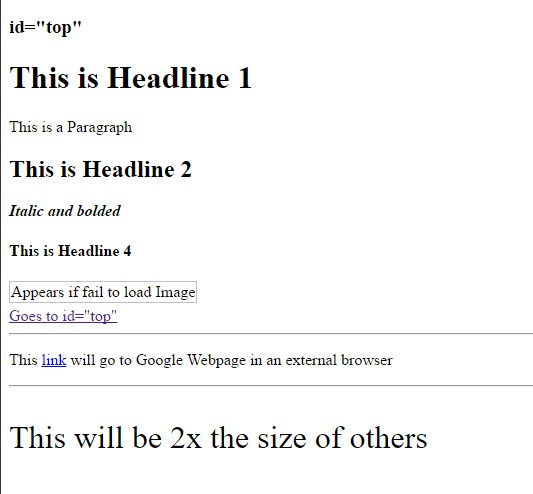 id="top"
This is Headline 1
This is a Paragraph
This is Headline 2
Italic and bolded
This is Headline 4
Appears if fail to load Image
Goes to id="top"
This link will go to Google Webpage in an external browser
This will be 2x the size of others